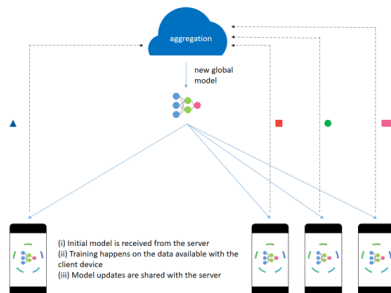 aggregation
new global
model
(i) Initial model is received from the server
(ii) Training happens on the data available with the
client device
(iii) Model updates are shared with the server